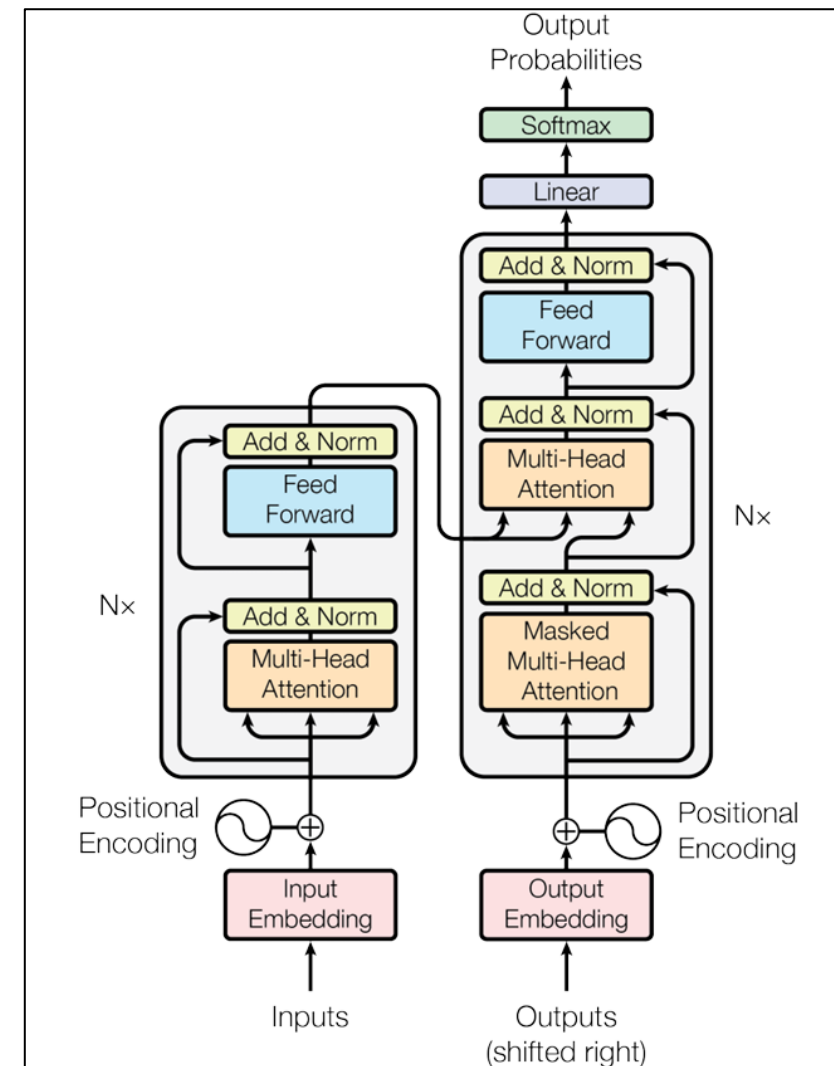 Output
Probabilities
Softmax
Linear
Add & Norm
Feed
Forward
Add & Norm
Multi-Head
Attention
Nx
Add & Norm
Masked
Multi-Head
Attention
Add & Norm
Feed
Forward
Nx
Add & Norm
Multi-Head
Attention
Positional
Encoding
Positional
Encoding
Input
Embedding
Output
Embedding
Inputs
Outputs
(shifted right)